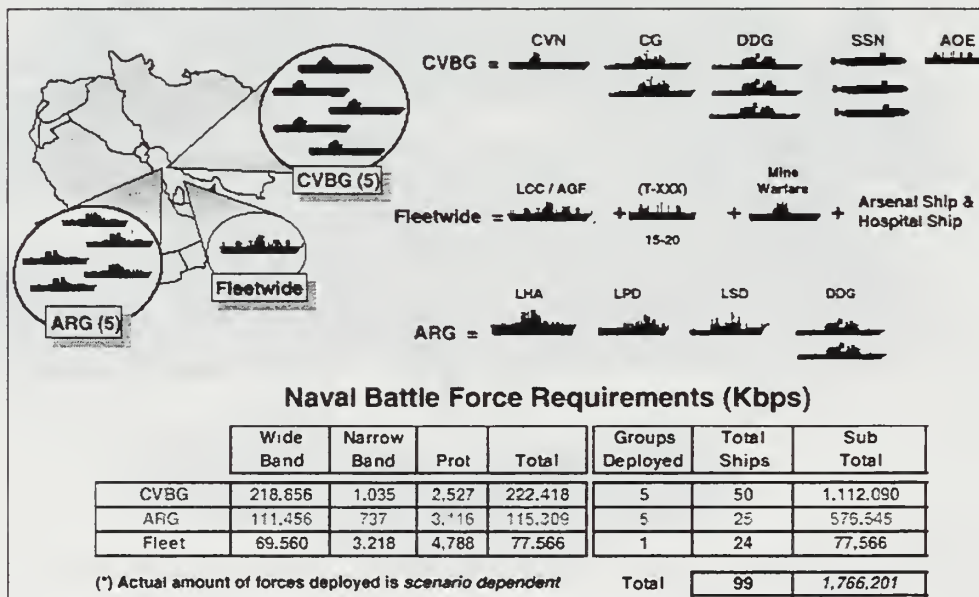 CVBG =
CVN CG DDG SSN AOE
CVBG (5)
Fleetwide =
LCC / AGF + (T-XXX) + Mine Warfare + Arsenal Ship & Hospital Ship
15-20
Fleetwide
ARG (5)
ARG =
LHA LPD LSD DDG
Naval Battle Force Requirements (Kbps)
Wide Band Narrow Band Prot Total Groups Deployed Total Ships Sub Total
CVBG 218.856 1.035 2,527 222.418 5 50 1,112.090
ARG 111.456 737 3,116 115.309 5 25 576.545
Fleet 69.560 3.218 4,788 77.566 1 24 77,566
(*) Actual amount of forces deployed is scenario dependent Total 99 1,766,201